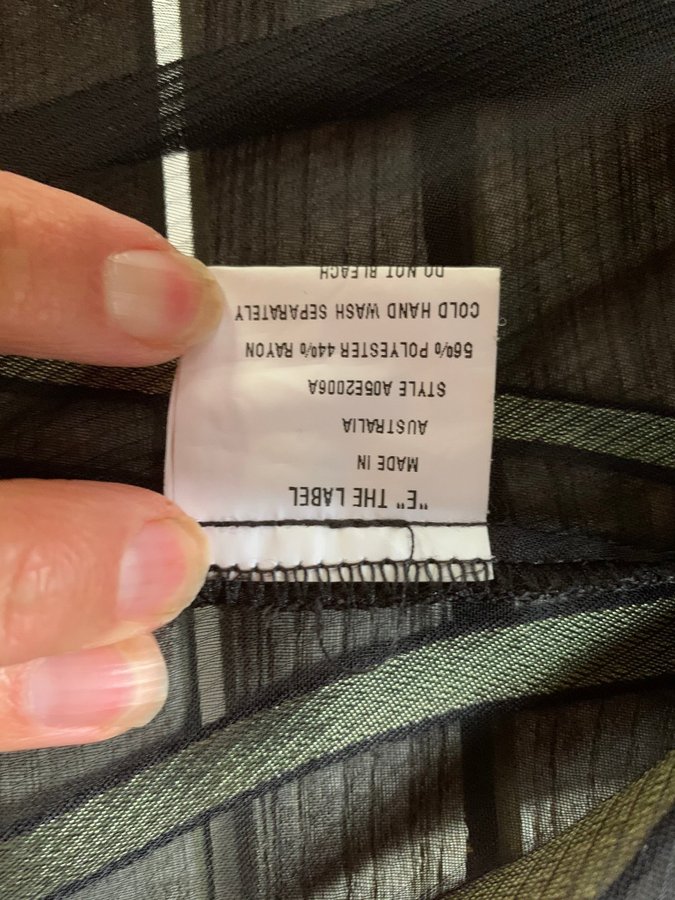 "E" THE LABEL
MADE IN
AUSTRALIA
STYLE A05E2006A
56% POLYESTER 44% RAYON
COLD HAND WASH SEPARATELY
DO NOT BLEACH